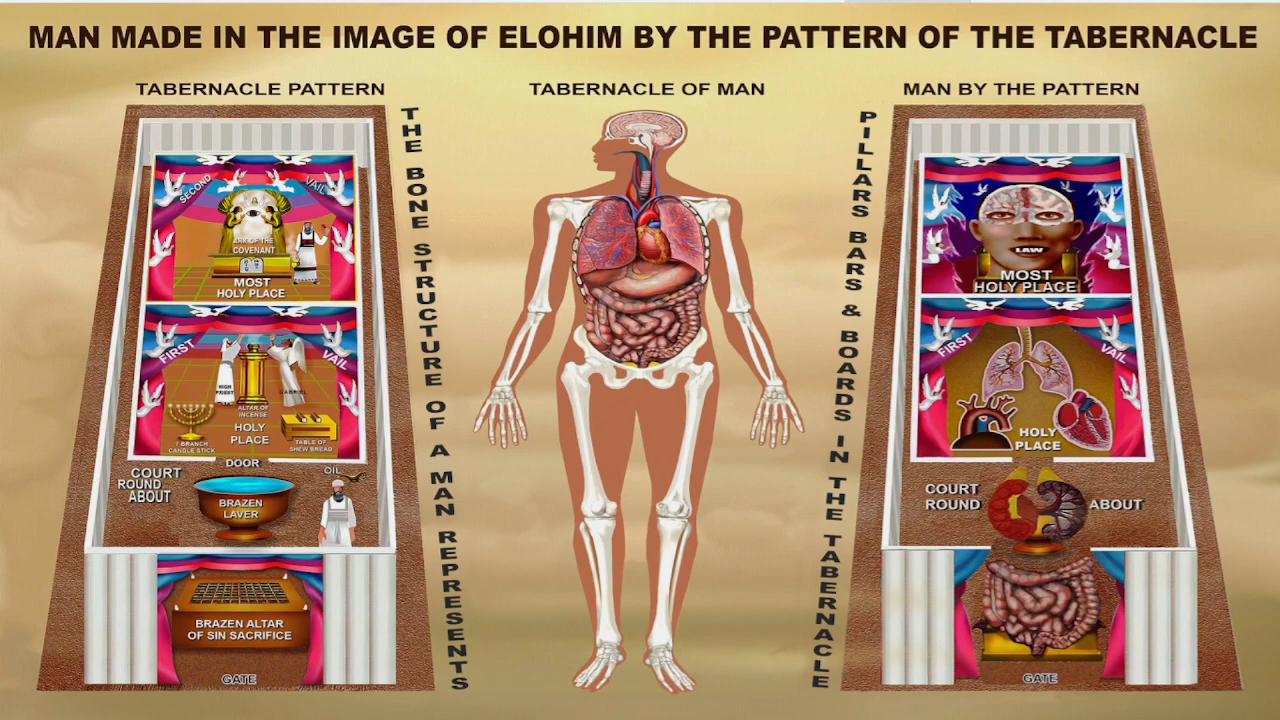 MAN MADE IN THE IMAGE OF ELOHIM BY THE PATTERN OF THE TABERNACLE
TABERNACLE PATTERN
SECOND
VAIL
ARK OF THE
COVENANT
MOST
HOLY PLACE
FIRST
VAIL
HIGH
PRIEST
GABRIEL
ALTAR OF
INCENSE
HOLY
PLACE
7 BRANCH
CANDLE STICK
TABLE OF
SHEW BREAD
DOOR
COURT
ROUND
ABOUT
OIL
BRAZEN
LAVER
BRAZEN ALTAR
OF SIN SACRIFICE
GATE
THE BONE STRUCTURE OF A MAN REPRESENTS
TABERNACLE OF MAN
PILLARS BARS & BOARDS IN THE TABERNACLE
MAN BY THE PATTERN
LAW
MOST
HOLY PLACE
FIRST
VAIL
HOLY
PLACE
COURT
ROUND
ABOUT
GATE